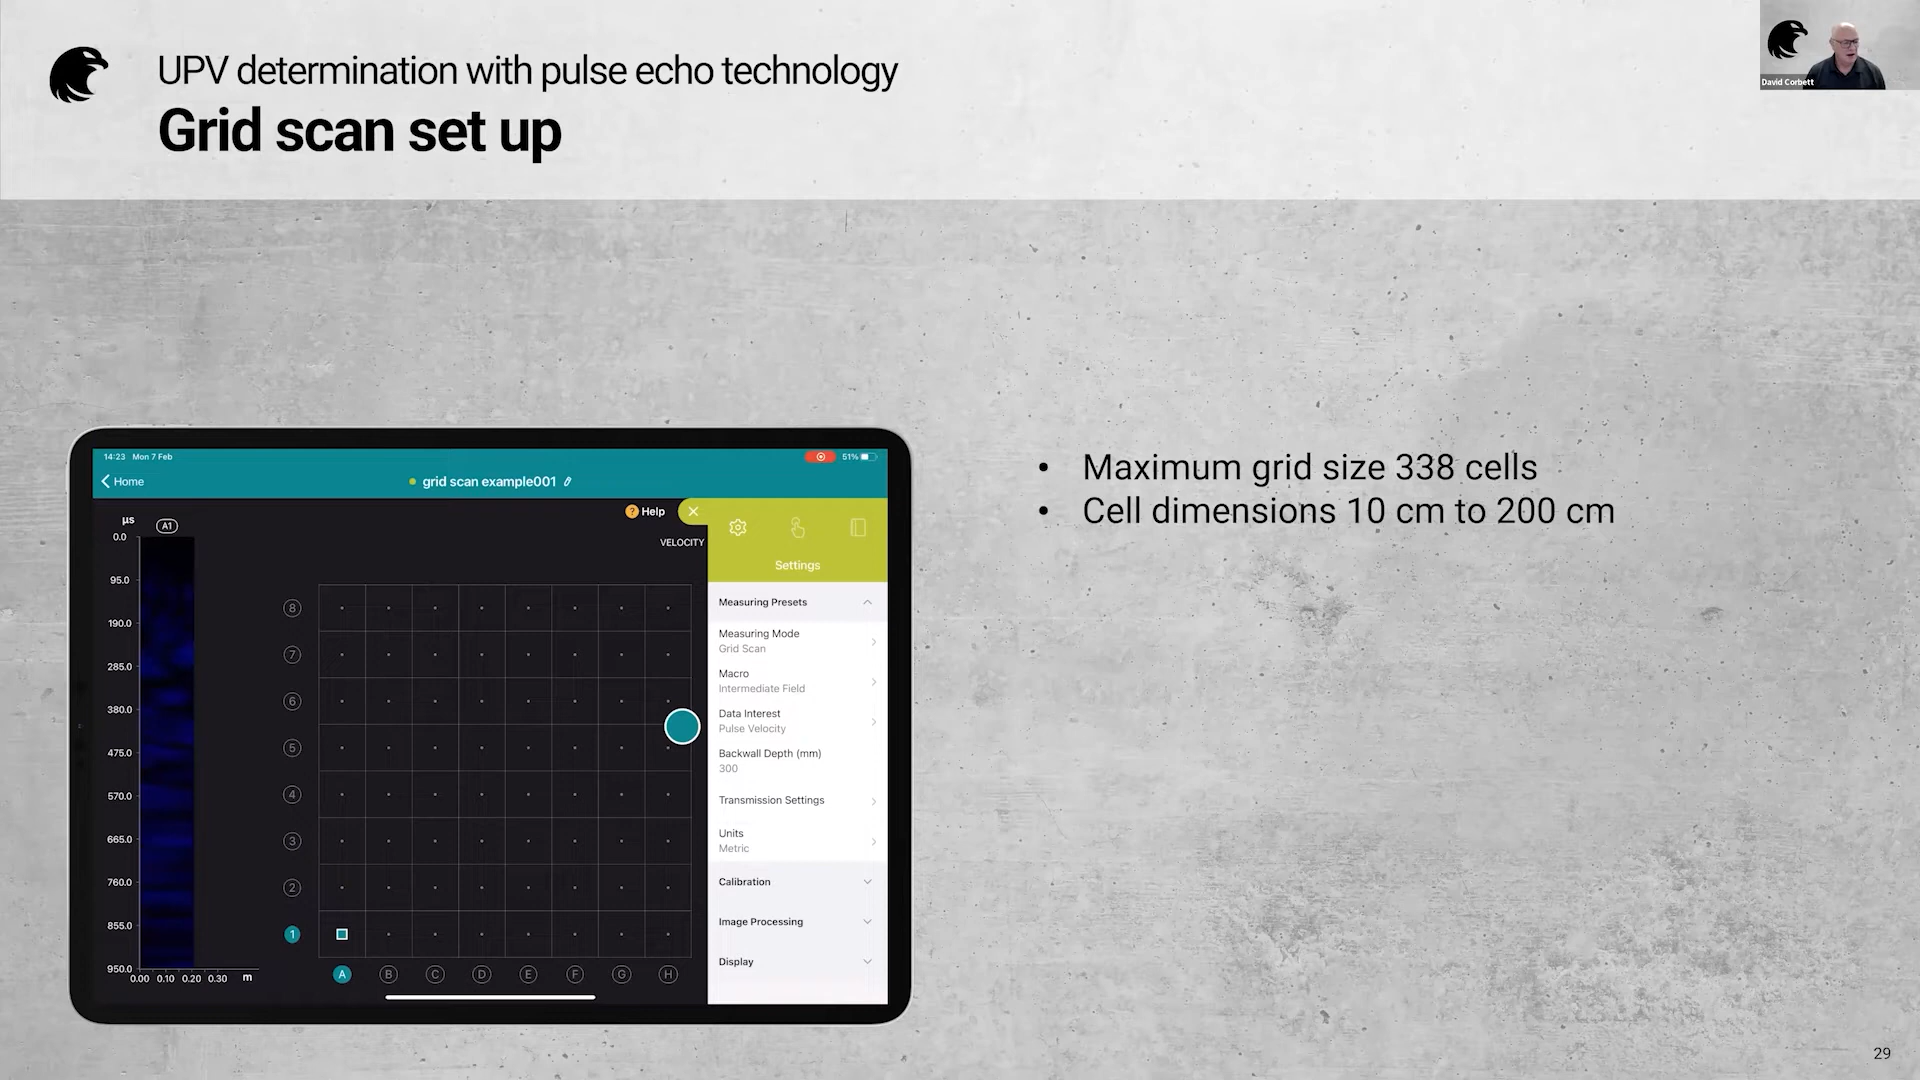 UPV determination with pulse echo technology
Grid scan set up
David Corbett
14:23 Mon 7 Feb
51%
Home
grid scan example001
? Help
VELOCITY
µs
A1
0.0
95.0
190.0
285.0
380.0
475.0
570.0
665.0
760.0
855.0
950.0
0.00 0.10 0.20 0.30 m
8
7
6
5
4
3
2
1
A B C D E F G H
Settings
Measuring Presets
Measuring Mode
Grid Scan
Macro
Intermediate Field
Data Interest
Pulse Velocity
Backwall Depth (mm)
300
Transmission Settings
Units
Metric
Calibration
Image Processing
Display
• Maximum grid size 338 cells
• Cell dimensions 10 cm to 200 cm
29